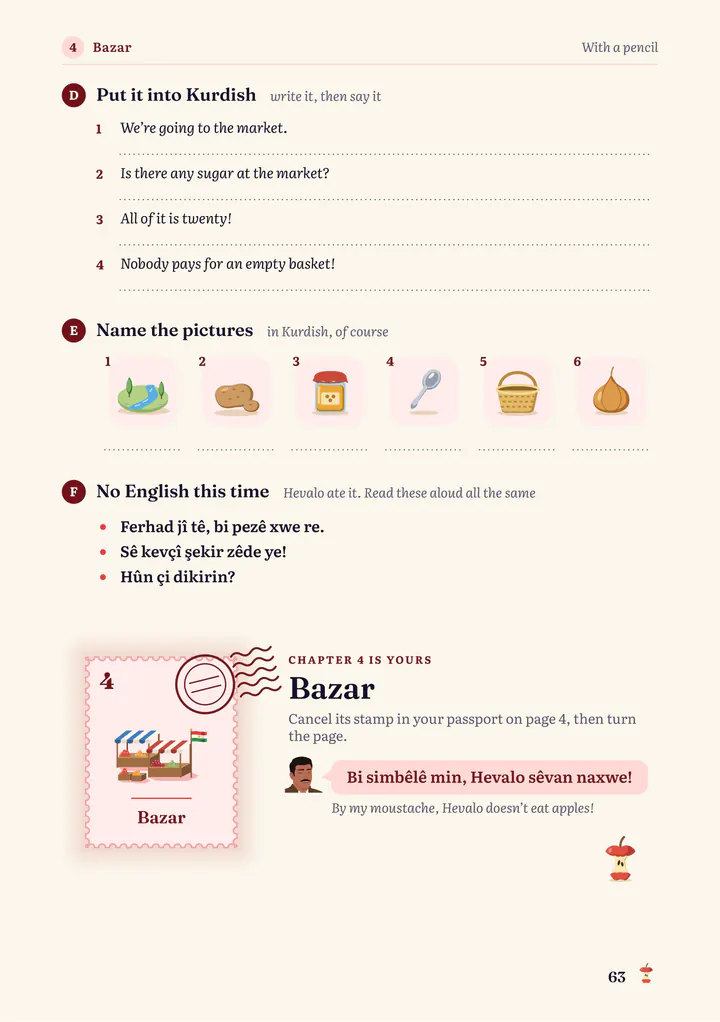 4 Bazar
With a pencil
D Put it into Kurdish write it, then say it
1 We’re going to the market.
2 Is there any sugar at the market?
3 All of it is twenty!
4 Nobody pays for an empty basket!
E Name the pictures in Kurdish, of course
1 2 3 4 5 6
F No English this time Hevalo ate it. Read these aloud all the same
• Ferhad jî tê, bi pezê xwe re.
• Sê kevçî şekir zêde ye!
• Hûn çi dikirin?
4
Bazar
CHAPTER 4 IS YOURS
Bazar
Cancel its stamp in your passport on page 4, then turn
the page.
Bi simbêlê min, Hevalo sêvan naxwe!
By my moustache, Hevalo doesn’t eat apples!
63